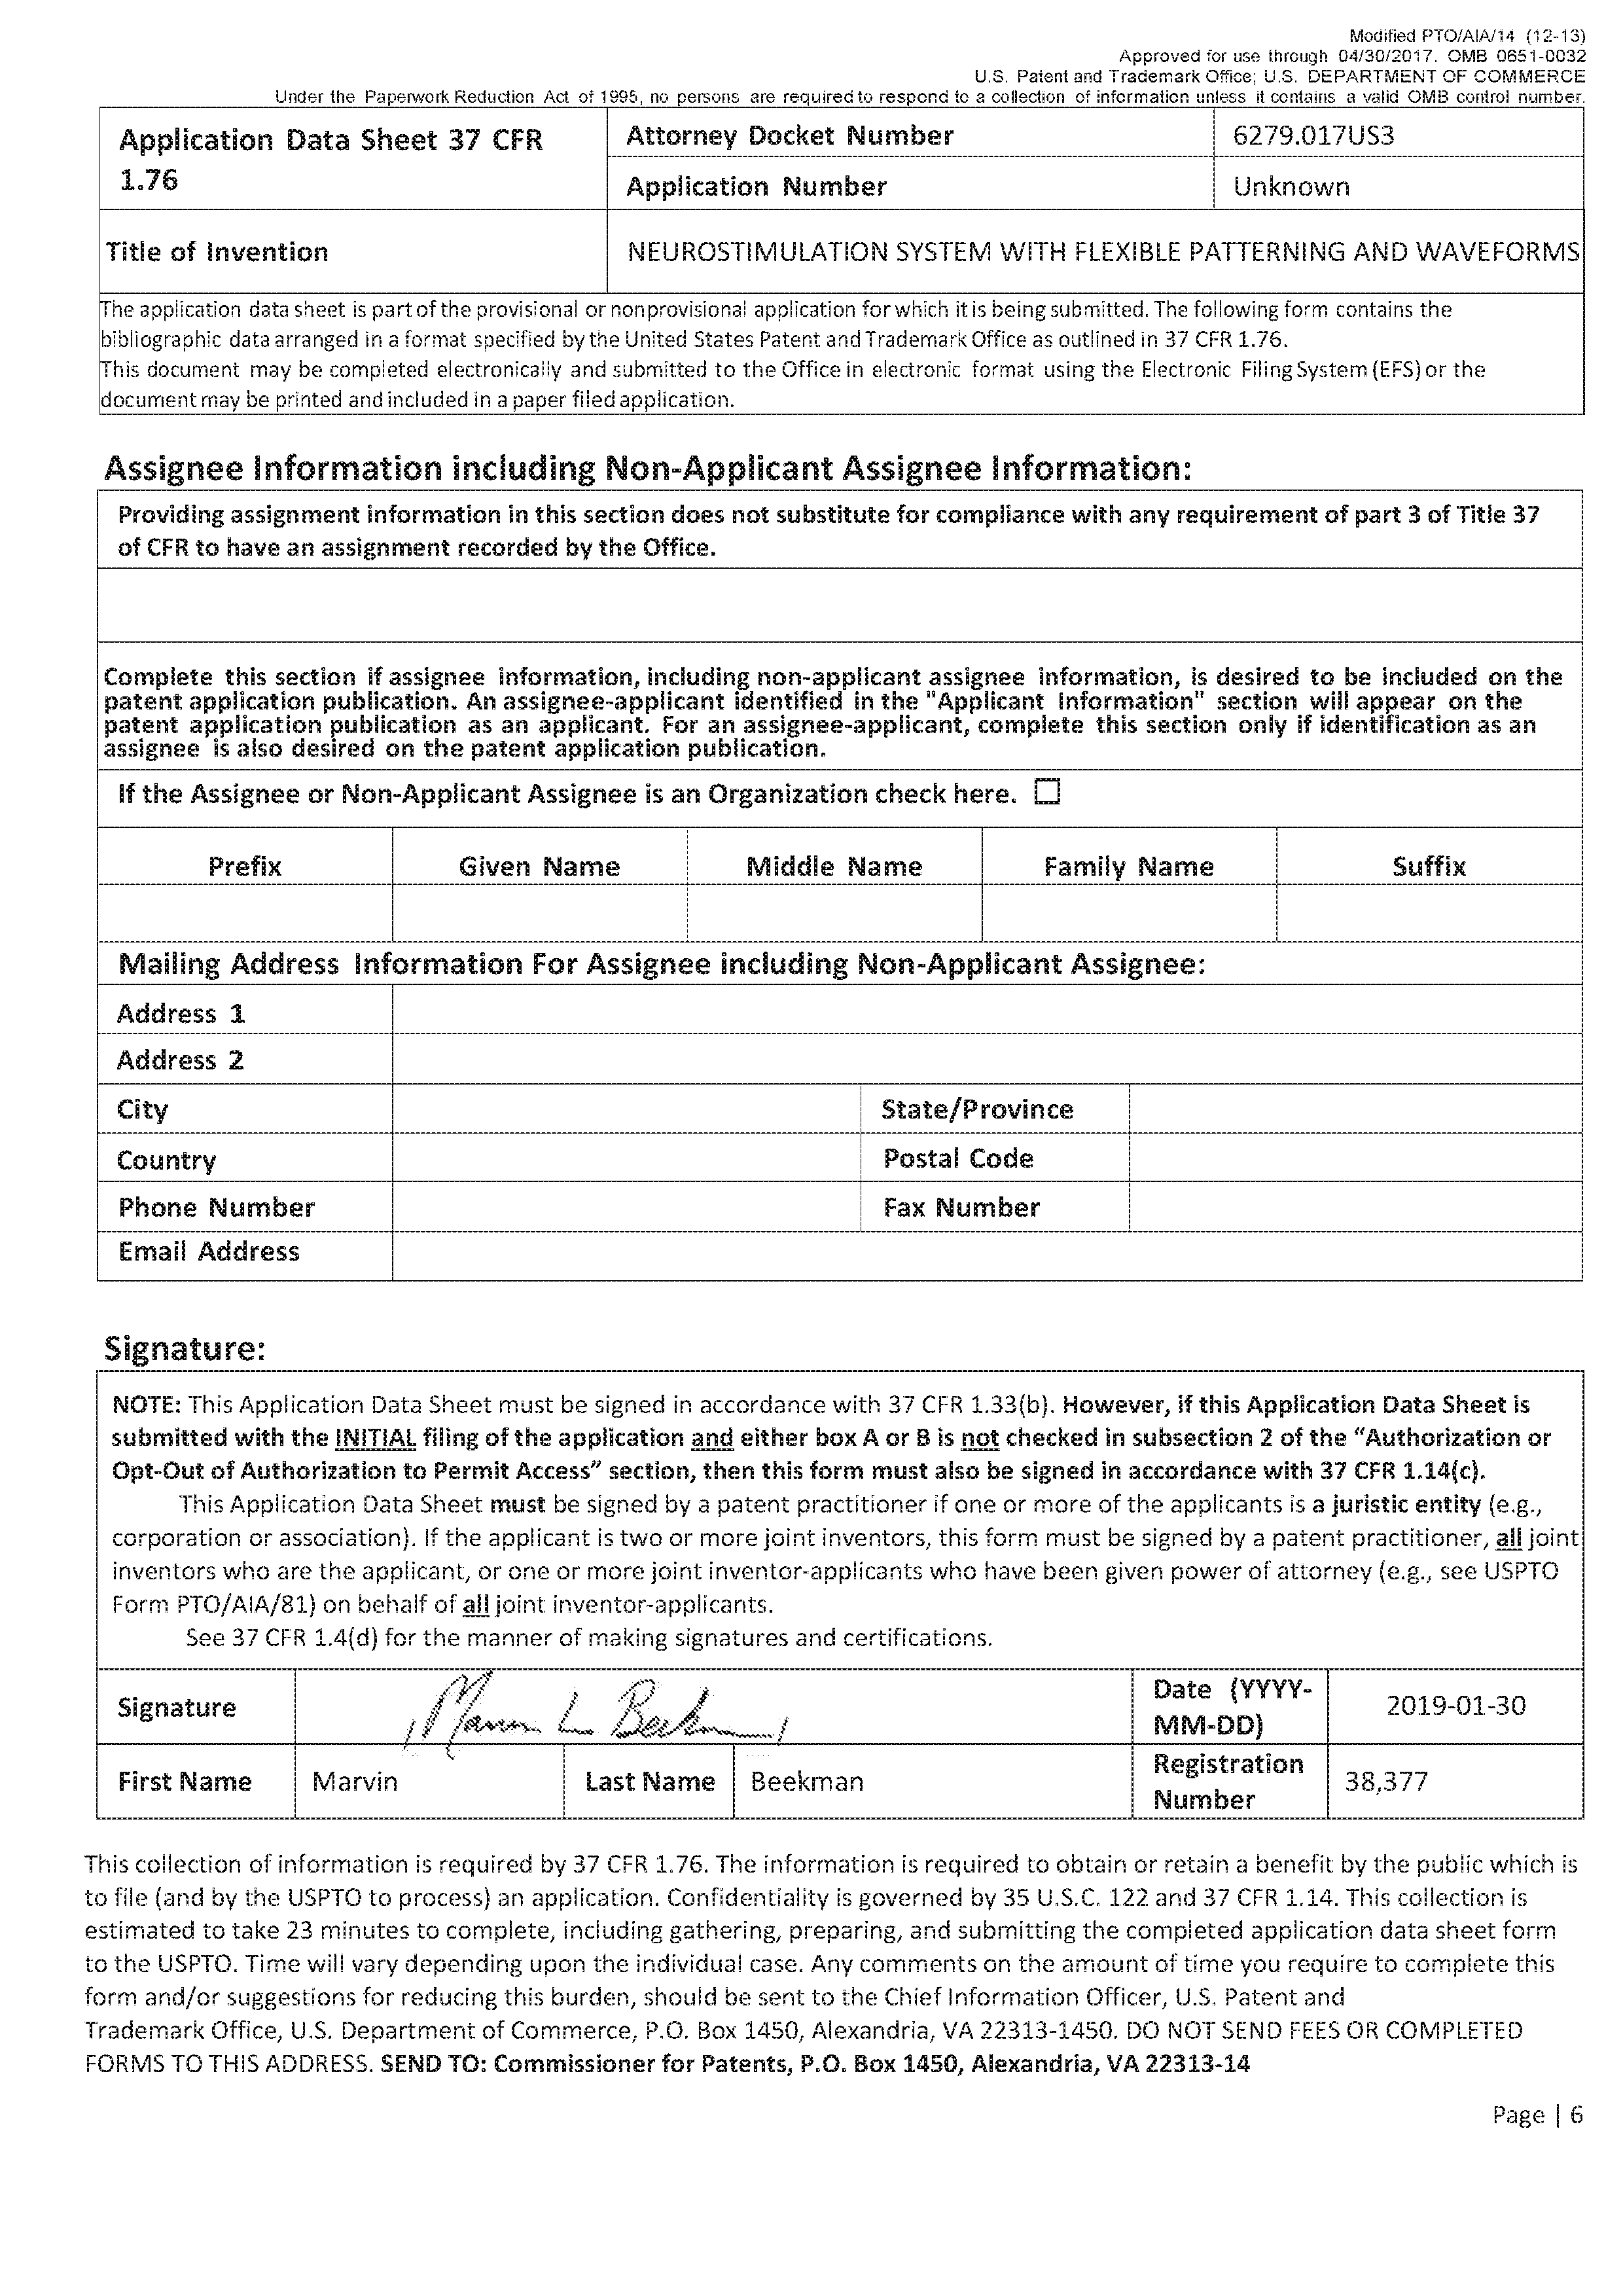 Modified PTO/AIA/14 (12-13)
Approved for use through 04/30/2017. OMB 0651-0032
U.S. Patent and Trademark Office; U.S. DEPARTMENT OF COMMERCE
Under the Paperwork Reduction Act of 1995, no persons are required to respond to a collection of information unless it contains a valid OMB control number.
Application Data Sheet 37 CFR
1.76
Attorney Docket Number
6279.017US3
Application Number
Unknown
Title of Invention
NEUROSTIMULATION SYSTEM WITH FLEXIBLE PATTERNING AND WAVEFORMS
The application data sheet is part of the provisional or nonprovisional application for which it is being submitted. The following form contains the
bibliographic data arranged in a format specified by the United States Patent and Trademark Office as outlined in 37 CFR 1.76.
This document may be completed electronically and submitted to the Office in electronic format using the Electronic Filing System (EFS) or the
document may be printed and included in a paper filed application.
Assignee Information including Non-Applicant Assignee Information:
Providing assignment information in this section does not substitute for compliance with any requirement of part 3 of Title 37
of CFR to have an assignment recorded by the Office.
Complete this section if assignee information, including non-applicant assignee information, is desired to be included on the
patent application publication. An assignee-applicant identified in the "Applicant Information" section will appear on the
patent application publication as an applicant. For an assignee-applicant, complete this section only if identification as an
assignee is also desired on the patent application publication.
If the Assignee or Non-Applicant Assignee is an Organization check here. ☐
Prefix Given Name Middle Name Family Name Suffix
Mailing Address Information For Assignee including Non-Applicant Assignee:
Address 1
Address 2
City State/Province
Country Postal Code
Phone Number Fax Number
Email Address
Signature:
NOTE: This Application Data Sheet must be signed in accordance with 37 CFR 1.33(b). However, if this Application Data Sheet is
submitted with the INITIAL filing of the application and either box A or B is not checked in subsection 2 of the “Authorization or
Opt-Out of Authorization to Permit Access” section, then this form must also be signed in accordance with 37 CFR 1.14(c).
This Application Data Sheet must be signed by a patent practitioner if one or more of the applicants is a juristic entity (e.g.,
corporation or association). If the applicant is two or more joint inventors, this form must be signed by a patent practitioner, all joint
inventors who are the applicant, or one or more joint inventor-applicants who have been given power of attorney (e.g., see USPTO
Form PTO/AIA/81) on behalf of all joint inventor-applicants.
See 37 CFR 1.4(d) for the manner of making signatures and certifications.
Signature
/Marvin L Beekman/
Date (YYYY-
MM-DD)
2019-01-30
First Name Marvin Last Name Beekman
Registration
Number
38,377
This collection of information is required by 37 CFR 1.76. The information is required to obtain or retain a benefit by the public which is
to file (and by the USPTO to process) an application. Confidentiality is governed by 35 U.S.C. 122 and 37 CFR 1.14. This collection is
estimated to take 23 minutes to complete, including gathering, preparing, and submitting the completed application data sheet form
to the USPTO. Time will vary depending upon the individual case. Any comments on the amount of time you require to complete this
form and/or suggestions for reducing this burden, should be sent to the Chief Information Officer, U.S. Patent and
Trademark Office, U.S. Department of Commerce, P.O. Box 1450, Alexandria, VA 22313-1450. DO NOT SEND FEES OR COMPLETED
FORMS TO THIS ADDRESS. SEND TO: Commissioner for Patents, P.O. Box 1450, Alexandria, VA 22313-14
Page | 6